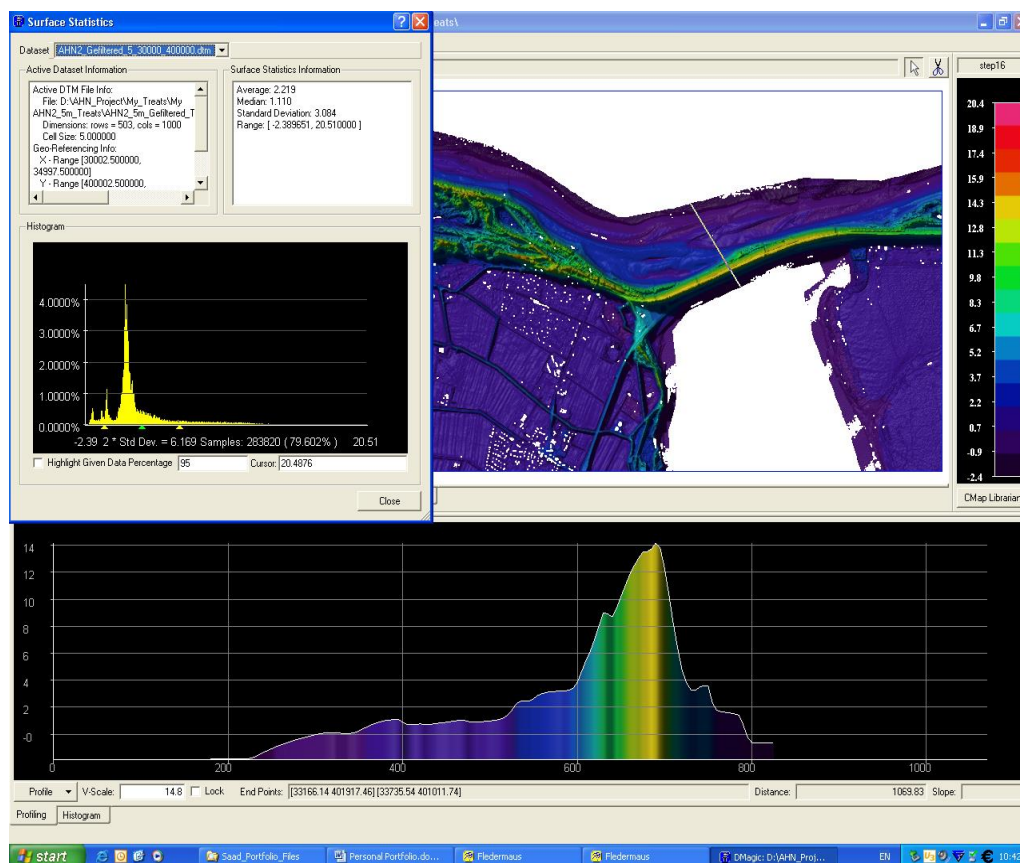 Surface Statistics
eats\
Dataset AHN2_Gefiltered_5_30000_400000.dtm
Active Dataset Information
Active DTM File Info:
File: D:\AHN_Project\My_Treats\My
AHN2_5m_Treats\AHN2_5m_Gefiltered_T
Dimensions: rows = 503, cols = 1000
Cell Size: 5.000000
Geo-Referencing Info:
X - Range [30002.500000,
34997.500000]
Y - Range [400002.500000,
Surface Statistics Information
Average: 2.219
Median: 1.110
Standard Deviation: 3.084
Range: [ -2.389651, 20.510000 ]
Histogram
4.0000%
3.0000%
2.0000%
1.0000%
0.0000%
-2.39 2 * Std Dev. = 6.169 Samples: 283820 ( 79.602% ) 20.51
Highlight Given Data Percentage 95 Cursor: 20.4876
Close
step16
20.4
18.9
17.4
15.9
14.3
12.8
11.3
9.8
8.3
6.7
5.2
3.7
2.2
0.7
-0.9
-2.4
CMap Librarian
14
12
10
8
6
4
2
-0
0 200 400 600 800 1000
Profile V-Scale: 14.8 Lock End Points: [33166.14 401917.46] [33735.54 401011.74] Distance: 1069.83 Slope:
Profiling Histogram
start Saad_Portfolio_Files Personal Portfolio.do... Fledermaus Fledermaus DMagic: D:\AHN_Proj... EN 10:42